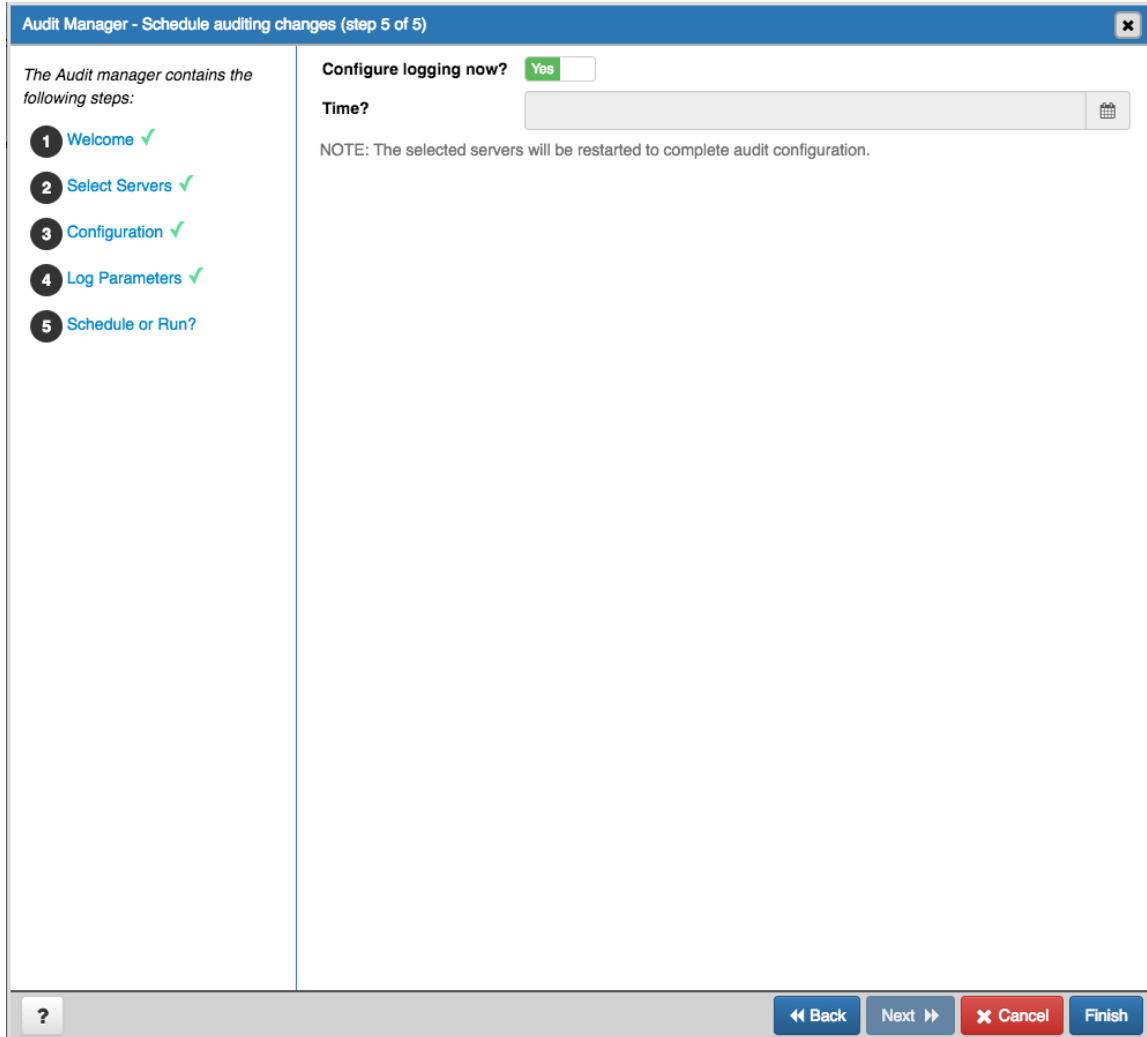 Audit Manager - Schedule auditing changes (step 5 of 5)
The Audit manager contains the
following steps:
1 Welcome
2 Select Servers
3 Configuration
4 Log Parameters
5 Schedule or Run?
Configure logging now? Yes
Time?
NOTE: The selected servers will be restarted to complete audit configuration.
? Back Next Cancel Finish